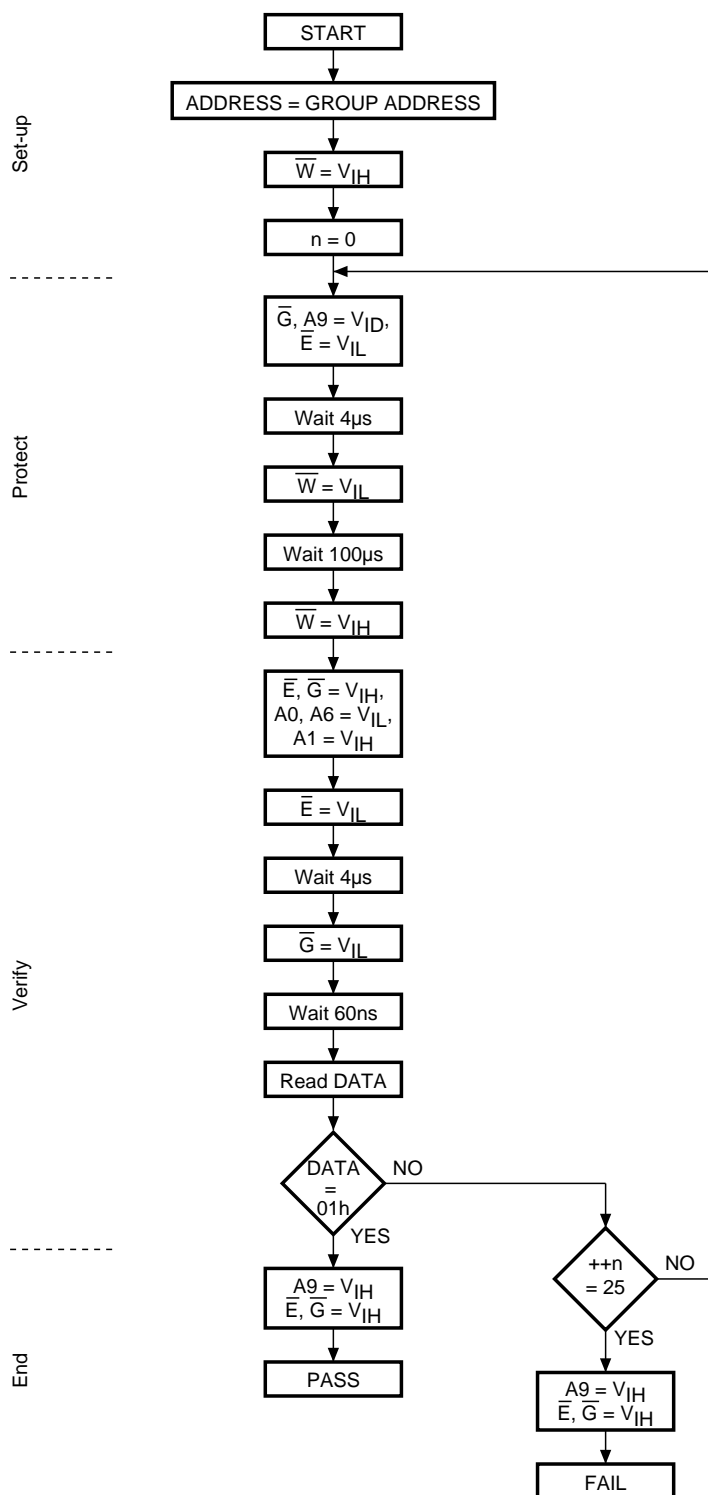 START
ADDRESS = GROUP ADDRESS
Set-up
W̅ = VIH
n = 0
G̅, A9 = VID,
E̅ = VIL
Wait 4µs
Protect
W̅ = VIL
Wait 100µs
W̅ = VIH
E̅, G̅ = VIH,
A0, A6 = VIL,
A1 = VIH
E̅ = VIL
Wait 4µs
G̅ = VIL
Verify
Wait 60ns
Read DATA
DATA
=
01h
NO
YES
++n
= 25
NO
YES
A9 = VIH
E̅, G̅ = VIH
End
PASS
A9 = VIH
E̅, G̅ = VIH
FAIL